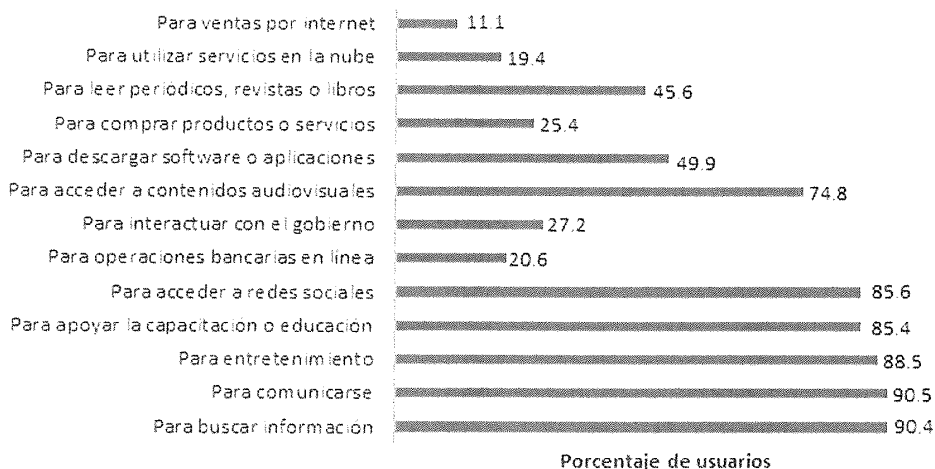 Para ventas por internet 11.1
Para utilizar servicios en la nube 19.4
Para leer periódicos, revistas o libros 45.6
Para comprar productos o servicios 25.4
Para descargar software o aplicaciones 49.9
Para acceder a contenidos audiovisuales 74.8
Para interactuar con el gobierno 27.2
Para operaciones bancarias en línea 20.6
Para acceder a redes sociales 85.6
Para apoyar la capacitación o educación 85.4
Para entretenimiento 88.5
Para comunicarse 90.5
Para buscar información 90.4
Porcentaje de usuarios